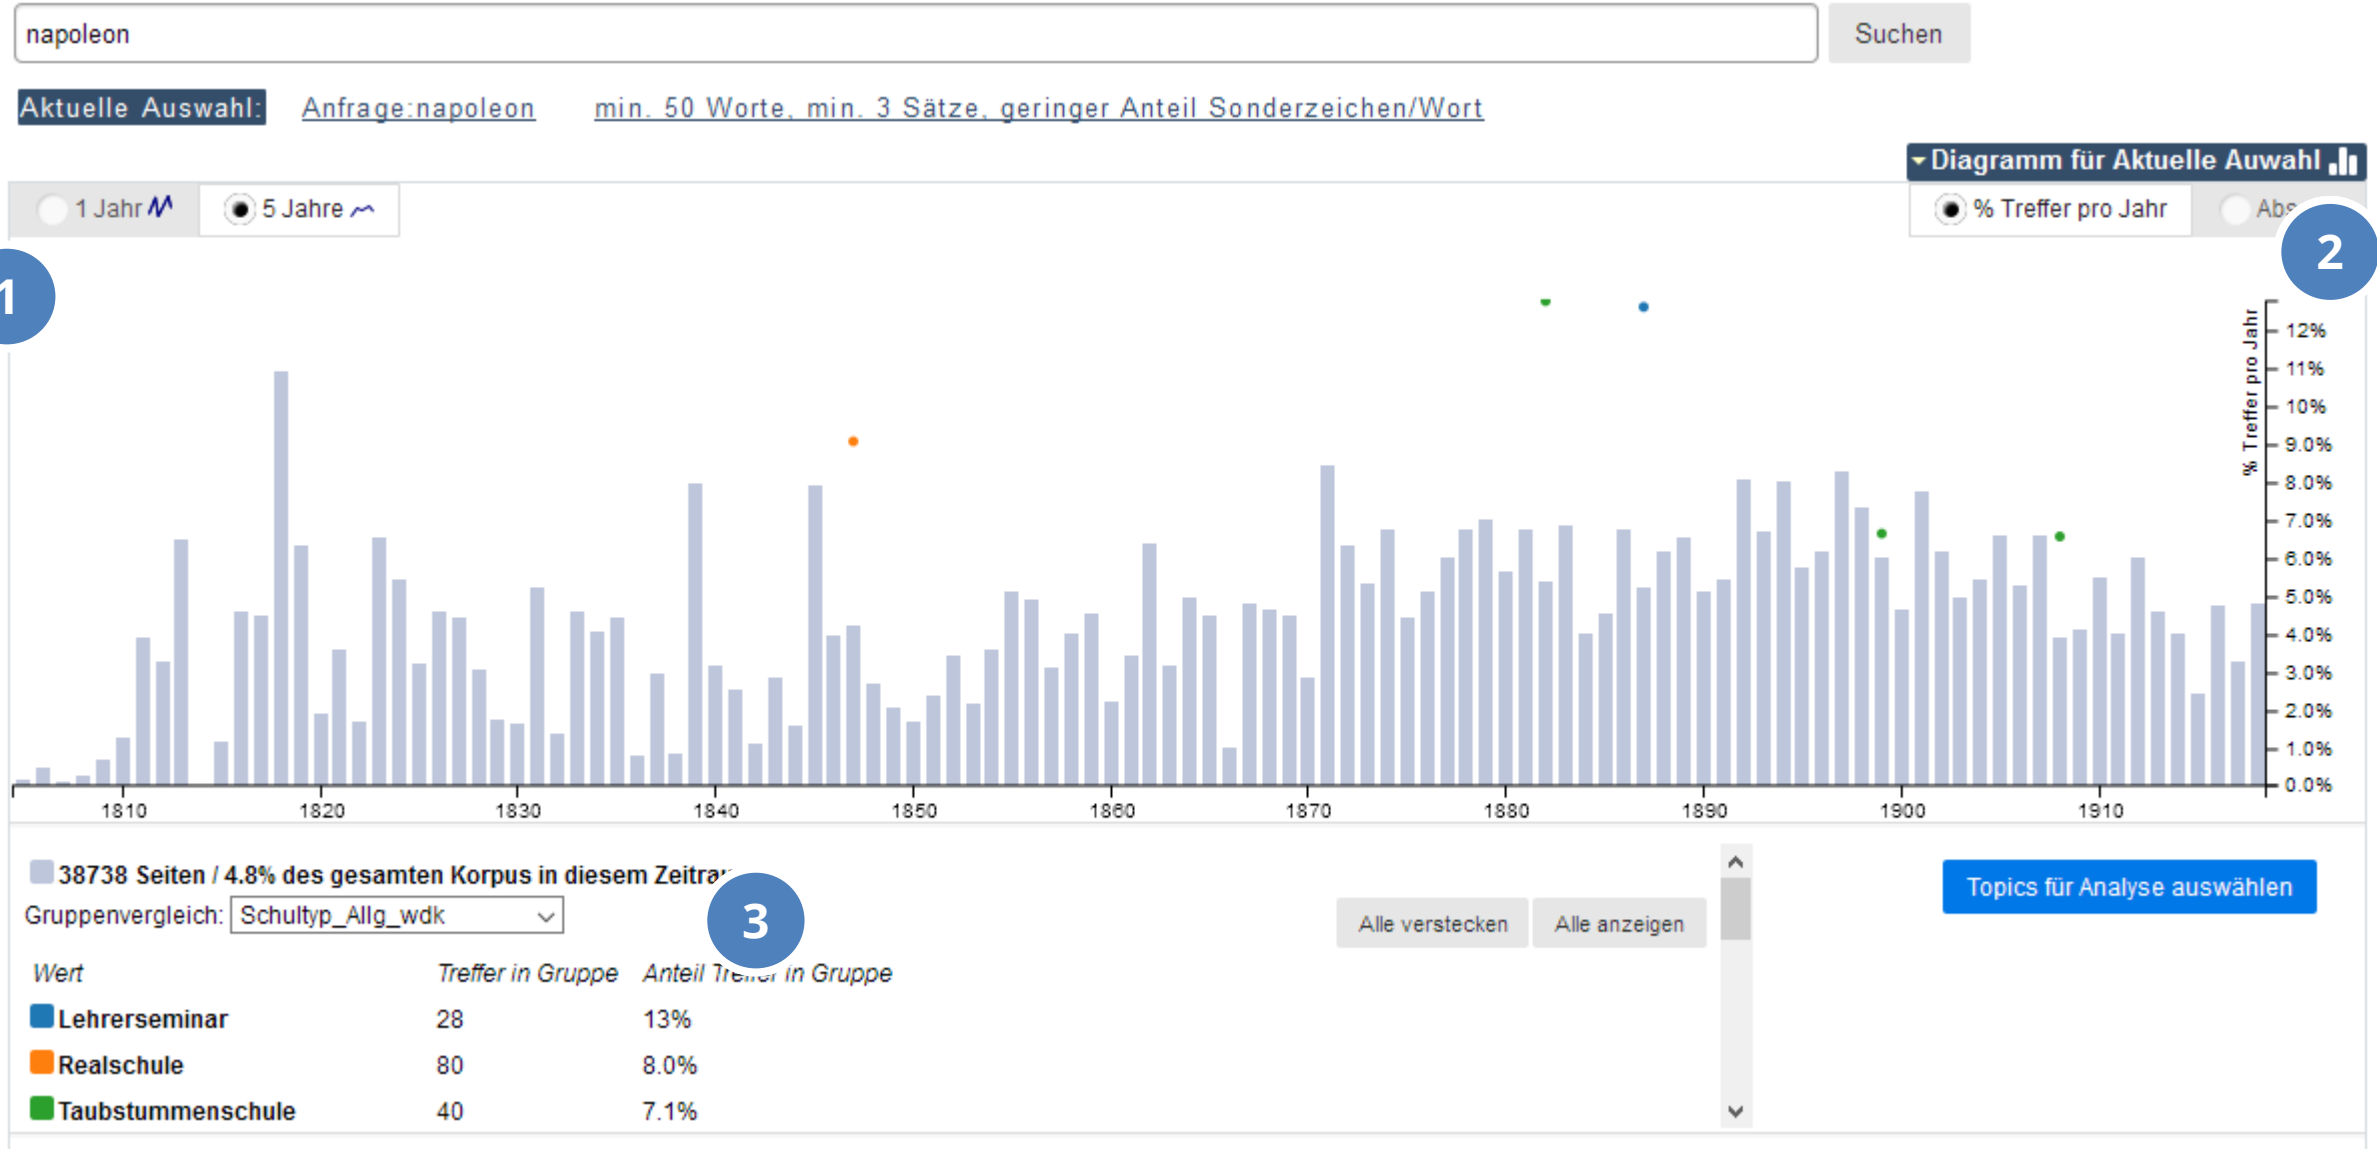 napoleon Suchen
Aktuelle Auswahl: Anfrage:napoleon min. 50 Worte, min. 3 Sätze, geringer Anteil Sonderzeichen/Wort
Diagramm für Aktuelle Auwahl
1 Jahr 5 Jahre % Treffer pro Jahr
1
2
% Treffer pro Jahr
12%
11%
10%
9.0%
8.0%
7.0%
6.0%
5.0%
4.0%
3.0%
2.0%
1.0%
0.0%
1810 1820 1830 1840 1850 1860 1870 1880 1890 1900 1910
38738 Seiten / 4.8% des gesamten Korpus in diesem
Gruppenvergleich: Schultyp_Allg_wdk
3
Alle verstecken Alle anzeigen
Topics für Analyse auswählen
Wert Treffer in Gruppe Anteil Treffer in Gruppe
Lehrerseminar 28 13%
Realschule 80 8.0%
Taubstummenschule 40 7.1%